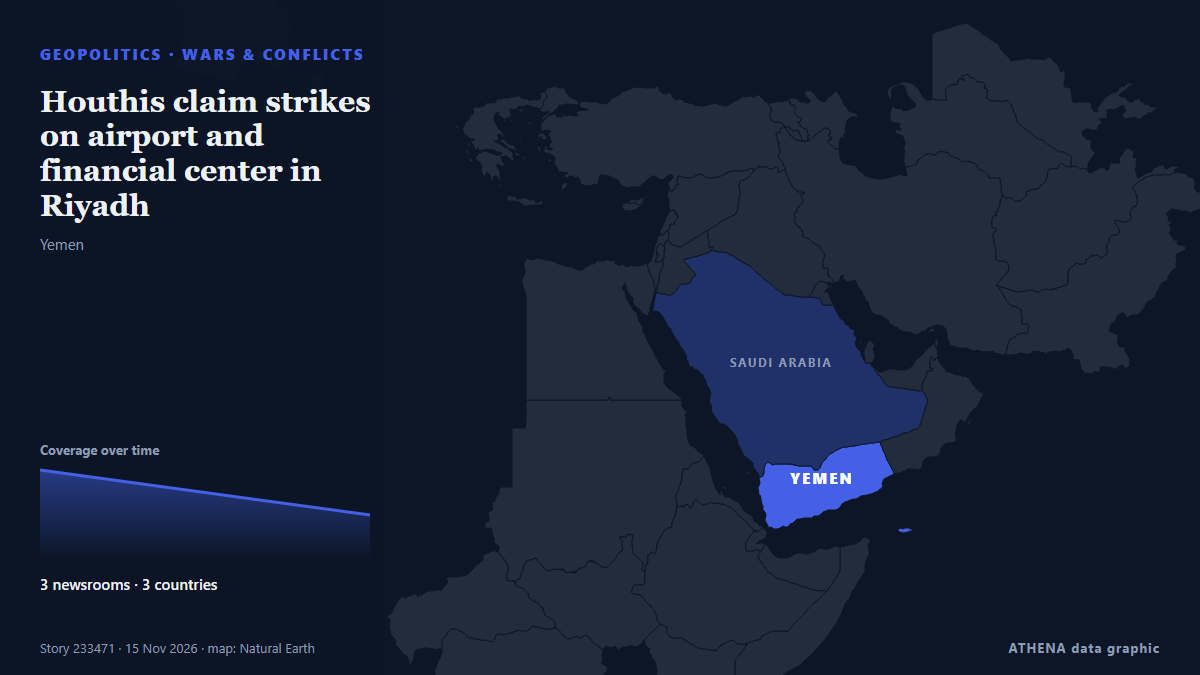 GEOPOLITICS · WARS & CONFLICTS
Houthis claim strikes
on airport and
financial center in
Riyadh
Yemen
SAUDI ARABIA
YEMEN
Coverage over time
3 newsrooms · 3 countries
Story 233471 · 15 Nov 2026 · map: Natural Earth
ATHENA data graphic